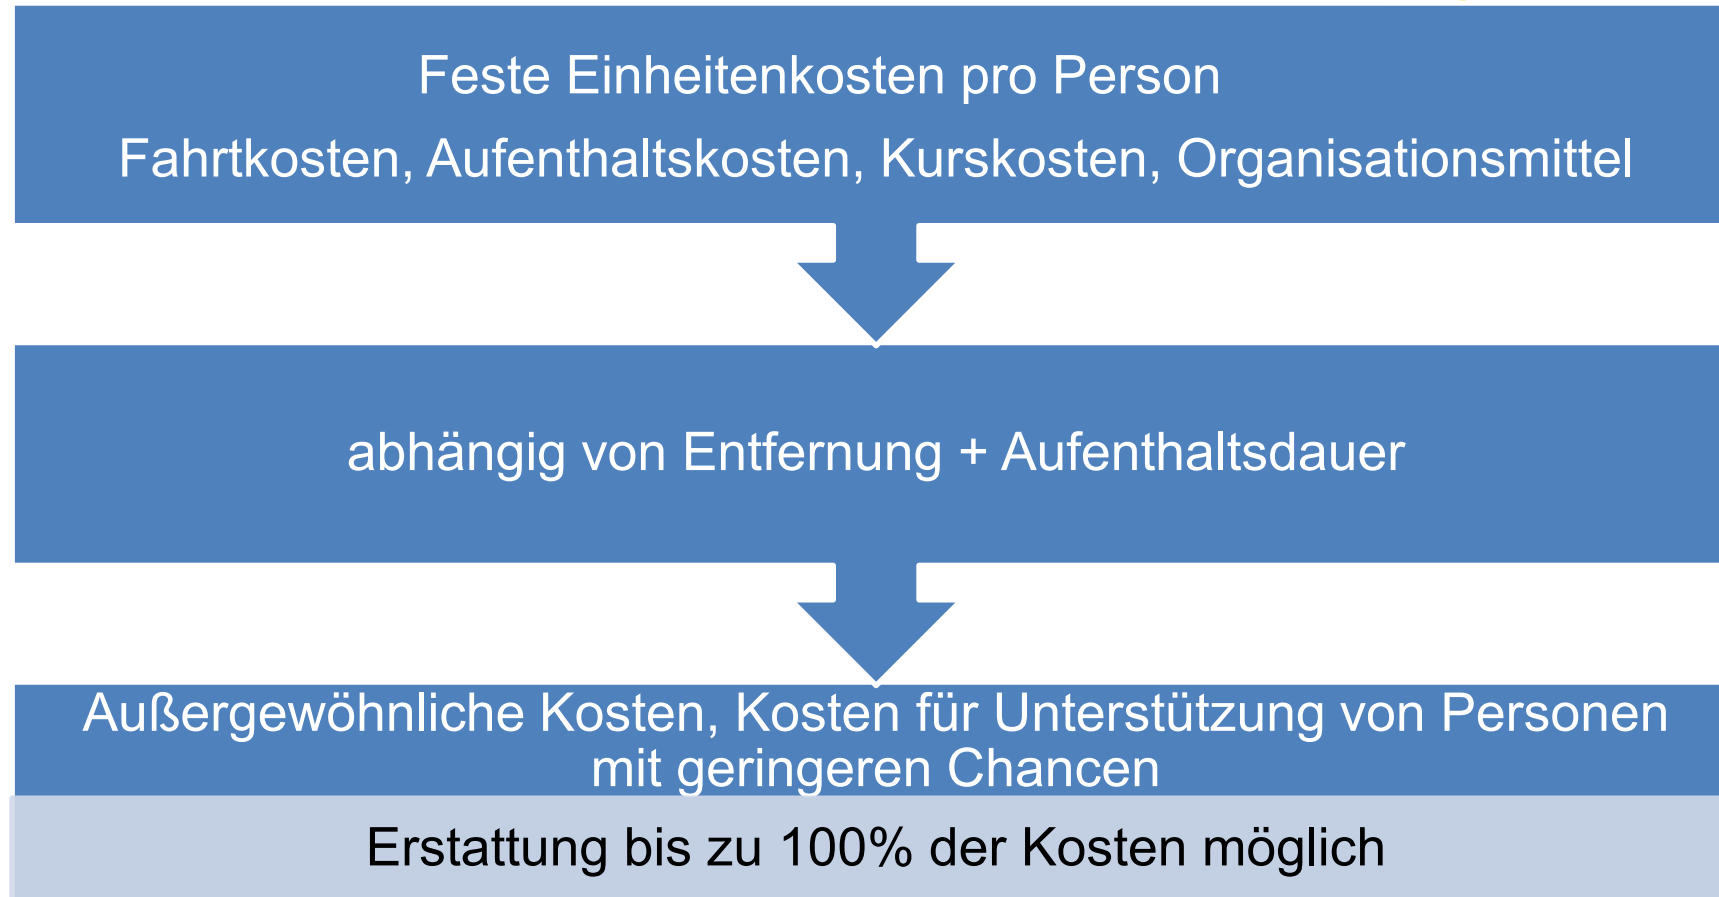 Feste Einheitenkosten pro Person
Fahrtkosten, Aufenthaltskosten, Kurskosten, Organisationsmittel
abhängig von Entfernung + Aufenthaltsdauer
Außergewöhnliche Kosten, Kosten für Unterstützung von Personen
mit geringeren Chancen
Erstattung bis zu 100% der Kosten möglich